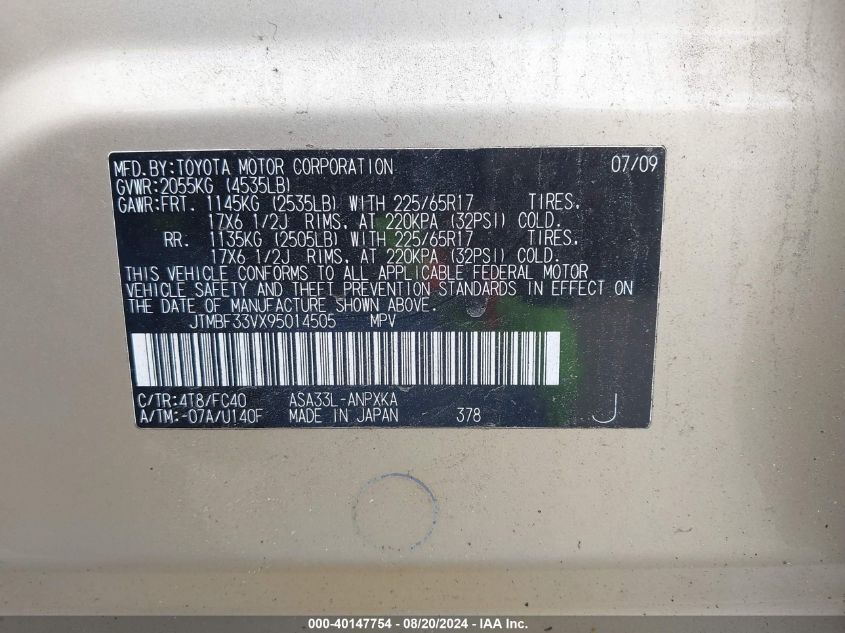 MFD.BY:TOYOTA MOTOR CORPORATION 07/09
GVWR:2055KG (4535LB)
GAWR:FRT. 1145KG (2535LB) WITH 225/65R17 TIRES,
17X6 1/2J RIMS, AT 220KPA (32PSI) COLD.
RR. 1135KG (2505LB) WITH 225/65R17 TIRES,
17X6 1/2J RIMS, AT 220KPA (32PSI) COLD.
THIS VEHICLE CONFORMS TO ALL APPLICABLE FEDERAL MOTOR
VEHICLE SAFETY AND THEFT PREVENTION STANDARDS IN EFFECT ON
THE DATE OF MANUFACTURE SHOWN ABOVE.
JTMBF33VX95014505 MPV
C/TR:4T8/FC40 ASA33L-ANPXKA
A/TM:-07A/U140F MADE IN JAPAN 378 J
000-40147754 - 08/20/2024 - IAA Inc.